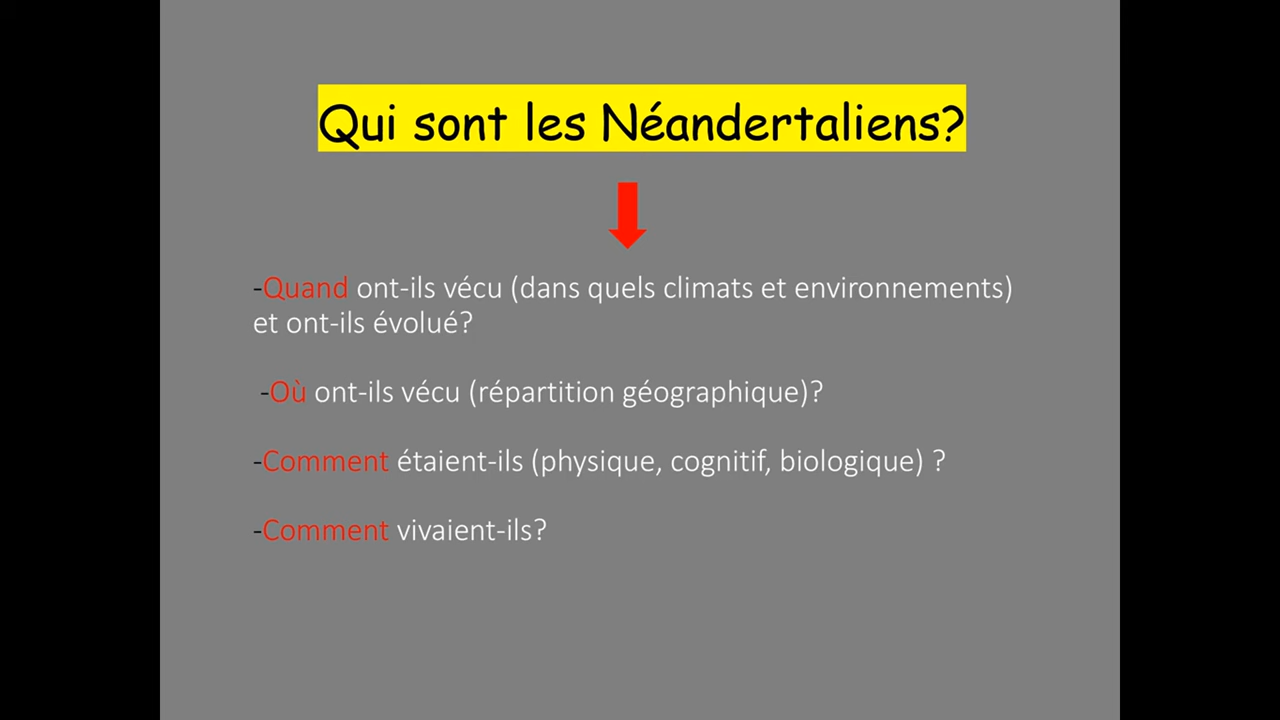 Qui sont les Néandertaliens?
-Quand ont-ils vécu (dans quels climats et environnements)
et ont-ils évolué?
-Où ont-ils vécu (répartition géographique)?
-Comment étaient-ils (physique, cognitif, biologique) ?
-Comment vivaient-ils?